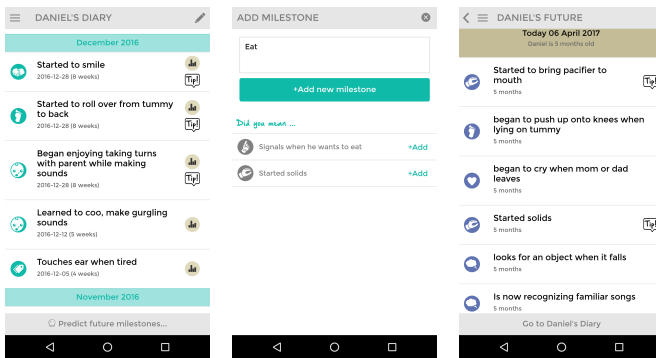 DANIEL'S DIARY
December 2016
Started to smile
2016-12-28 (8 weeks)
Tip!
Started to roll over from tummy
to back
2016-12-28 (8 weeks)
Tip!
Began enjoying taking turns
with parent while making
sounds
2016-12-28 (8 weeks)
Tip!
Learned to coo, make gurgling
sounds
2016-12-12 (5 weeks)
Touches ear when tired
2016-12-05 (4 weeks)
November 2016
Predict future milestones...
ADD MILESTONE
Eat
+Add new milestone
Did you mean ...
Signals when he wants to eat
+Add
Started solids
+Add
DANIEL'S FUTURE
Today 06 April 2017
Daniel is 5 months old
Started to bring pacifier to
mouth
5 months
Tip!
began to push up onto knees when
lying on tummy
5 months
began to cry when mom or dad
leaves
5 months
Started solids
5 months
Tip!
looks for an object when it falls
5 months
Is now recognizing familiar songs
5 months
Go to Daniel's Diary